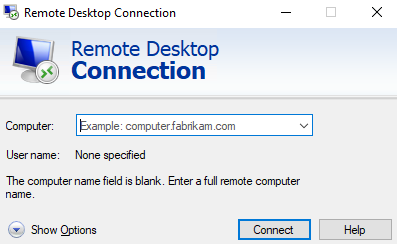 Remote Desktop Connection
Remote Desktop
Connection
Computer: Example: computer.fabrikam.com
User name: None specified
The computer name field is blank. Enter a full remote computer
name.
Show Options Connect Help